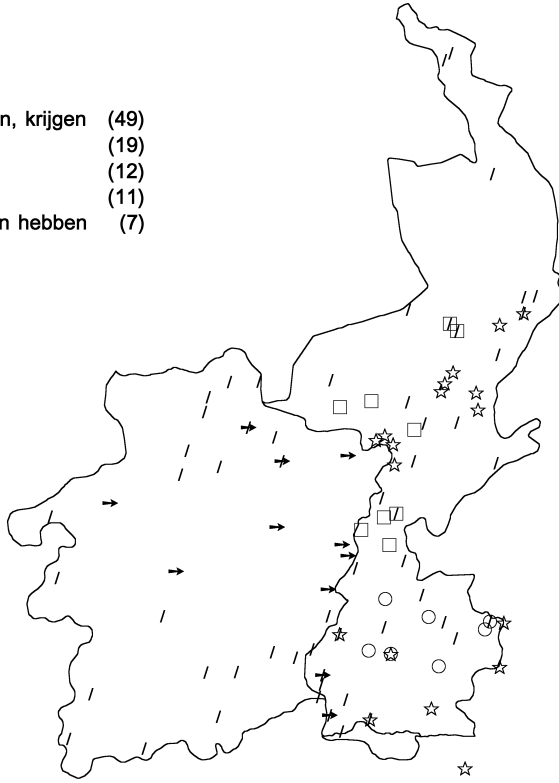 n, krijgen (49)
(19)
(12)
(11)
n hebben (7)